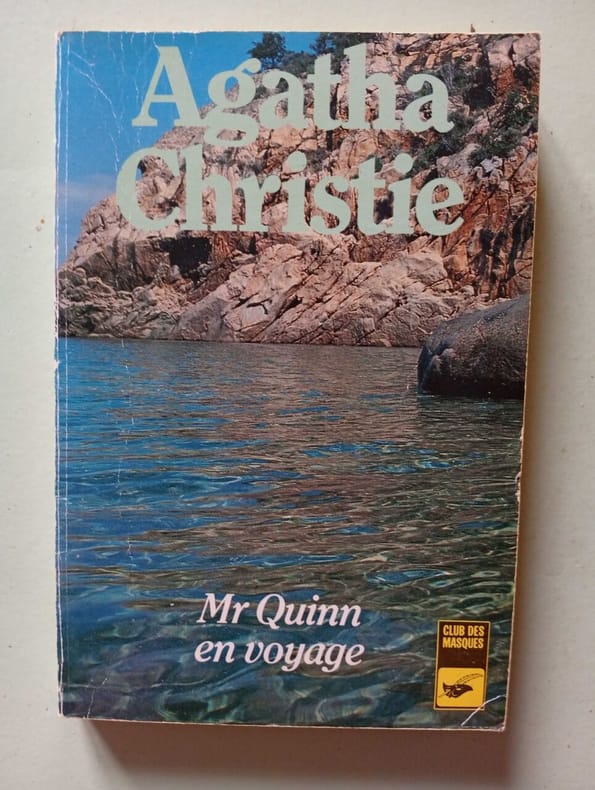 Agatha
Christie
Mr Quinn
en voyage
CLUB DES
MASQUES